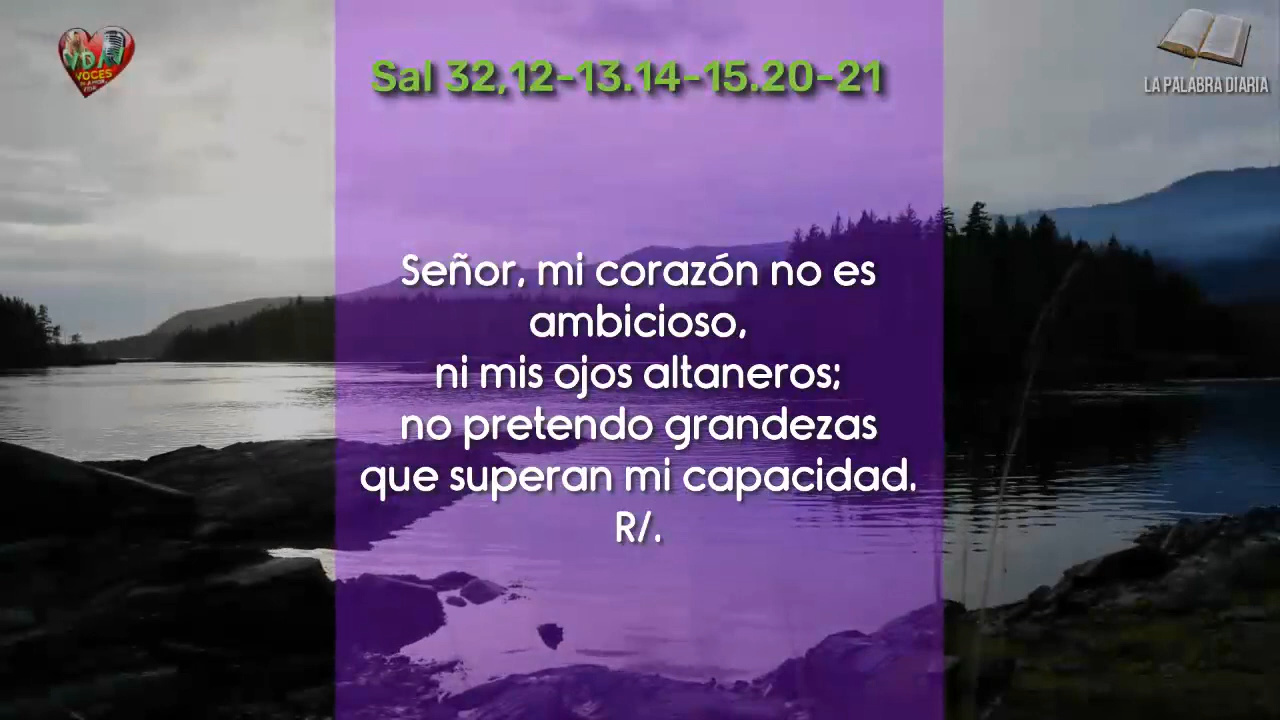 Sal 32,12-13.14-15.20-21
LA PALABRA DIARIA
VOCES
Señor, mi corazón no es
ambicioso,
ni mis ojos altaneros;
no pretendo grandezas
que superan mi capacidad.
R/.